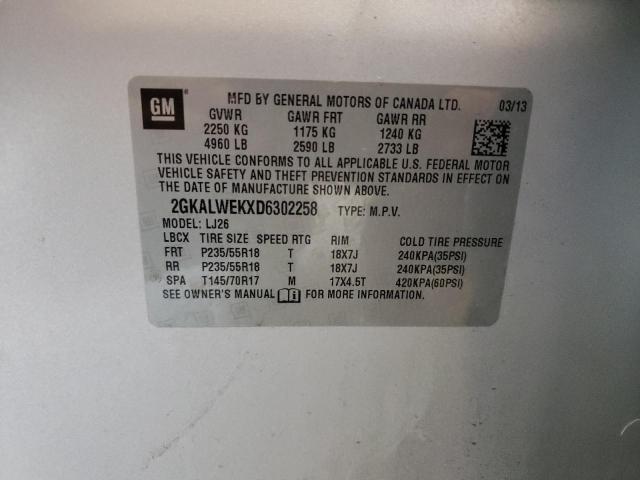 GM
MFD BY GENERAL MOTORS OF CANADA LTD. 03/13
GVWR GAWR FRT GAWR RR
2250 KG 1175 KG 1240 KG
4960 LB 2590 LB 2733 LB
THIS VEHICLE CONFORMS TO ALL APPLICABLE U.S. FEDERAL MOTOR
VEHICLE SAFETY AND THEFT PREVENTION STANDARDS IN EFFECT ON
THE DATE OF MANUFACTURE SHOWN ABOVE.
2GKALWEKXD6302258 TYPE: M.P.V.
MODEL: LJ26
LBCX TIRE SIZE SPEED RTG RIM COLD TIRE PRESSURE
FRT P235/55R18 T 18X7J 240KPA(35PSI)
RR P235/55R18 T 18X7J 240KPA(35PSI)
SPA T145/70R17 M 17X4.5T 420KPA(60PSI)
SEE OWNER'S MANUAL FOR MORE INFORMATION.